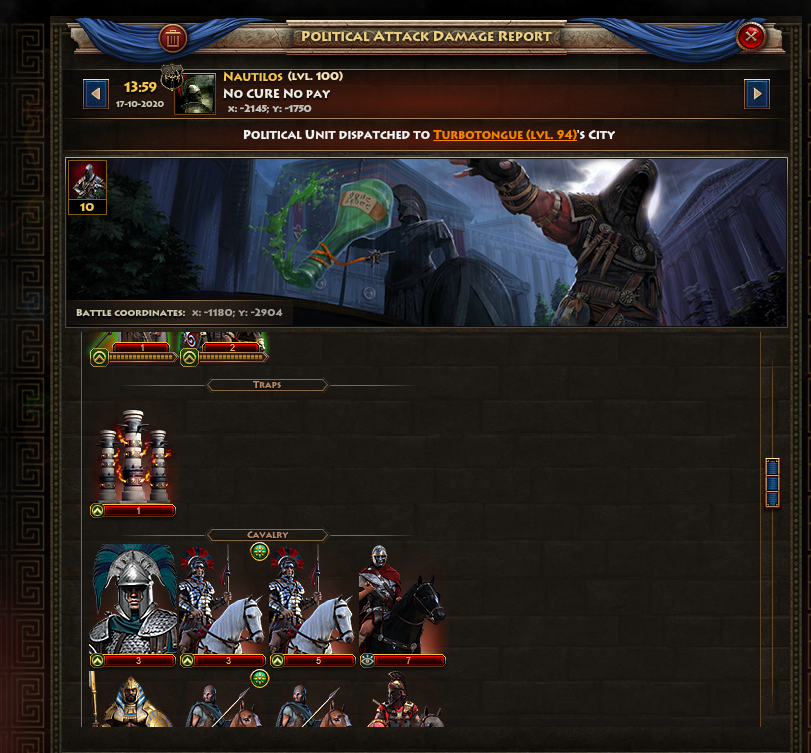 Political Attack Damage Report
13:59
17-10-2020
Nautilos (lvl. 100)
No CURE No pay
x: -2145; y: -1750
Political Unit dispatched to Turbotongue (lvl. 94)'s City
10
Battle coordinates: x: -1180; y: -2904
1 2
Traps
1
Cavalry
3 3 5 7